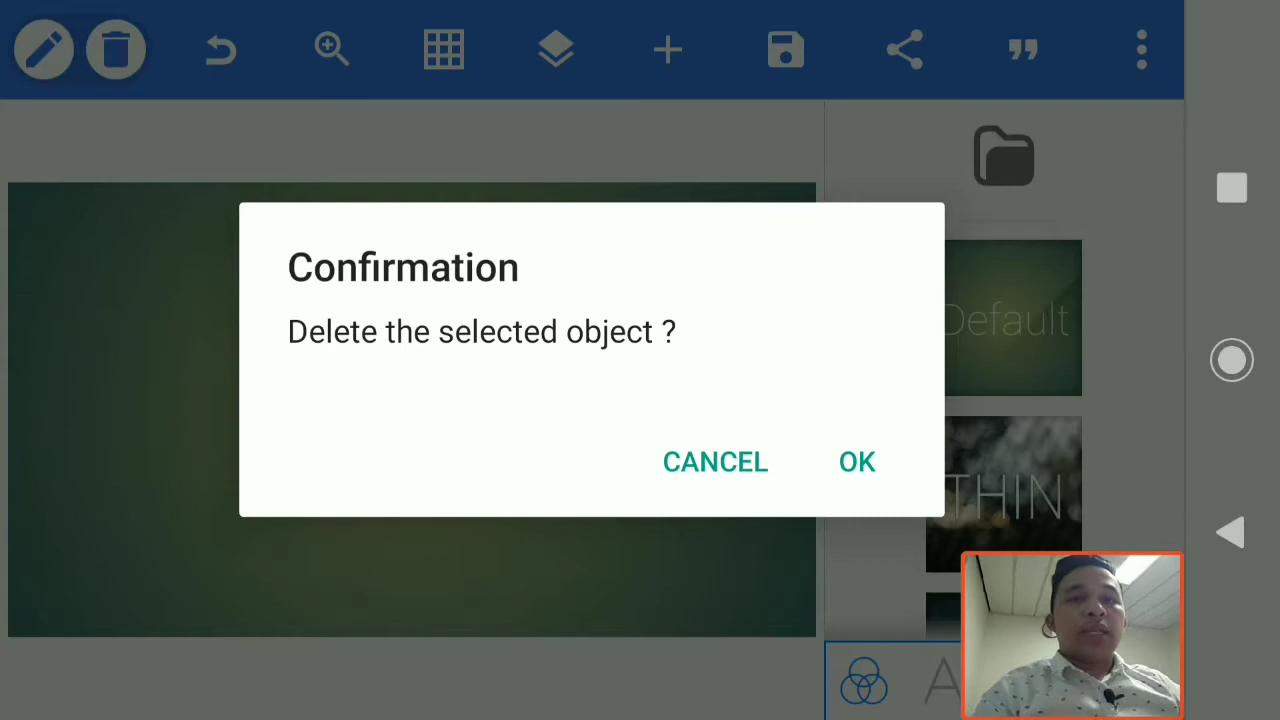 Confirmation
Delete the selected object ?
CANCEL
OK
Default
THIN
A